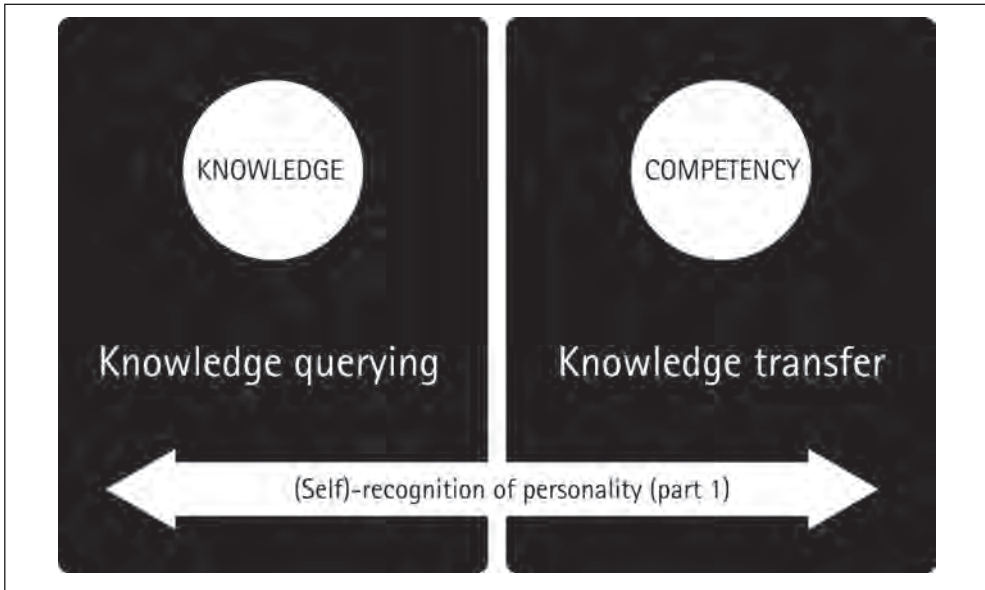 KNOWLEDGE
COMPETENCY
Knowledge querying
Knowledge transfer
(Self)-recognition of personality (part 1)